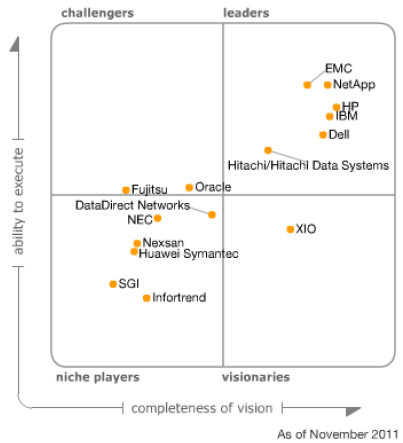 challengers
leaders
EMC
NetApp
HP
IBM
Dell
Hitachi/Hitachi Data Systems
Fujitsu
Oracle
DataDirect Networks
NEC
XIO
Nexsan
Huawei Symantec
SGI
Infortrend
ability to execute
niche players
visionaries
completeness of vision
As of November 2011